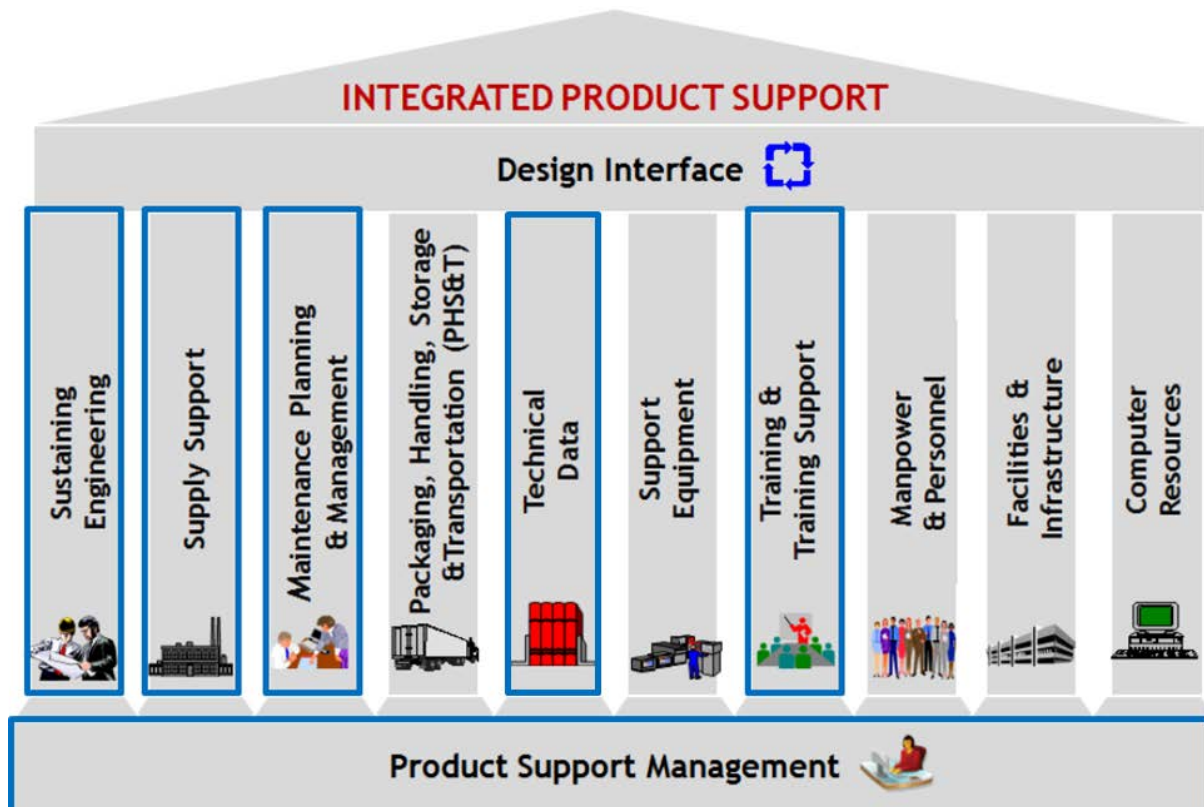 INTEGRATED PRODUCT SUPPORT
Design Interface
Sustaining
Engineering
Supply Support
Maintenance Planning
& Management
Packaging, Handling, Storage
&Transportation (PHS&T)
Technical
Data
Support
Equipment
Training &
Training Support
Manpower
& Personnel
Facilities &
Infrastructure
Computer
Resources
Product Support Management